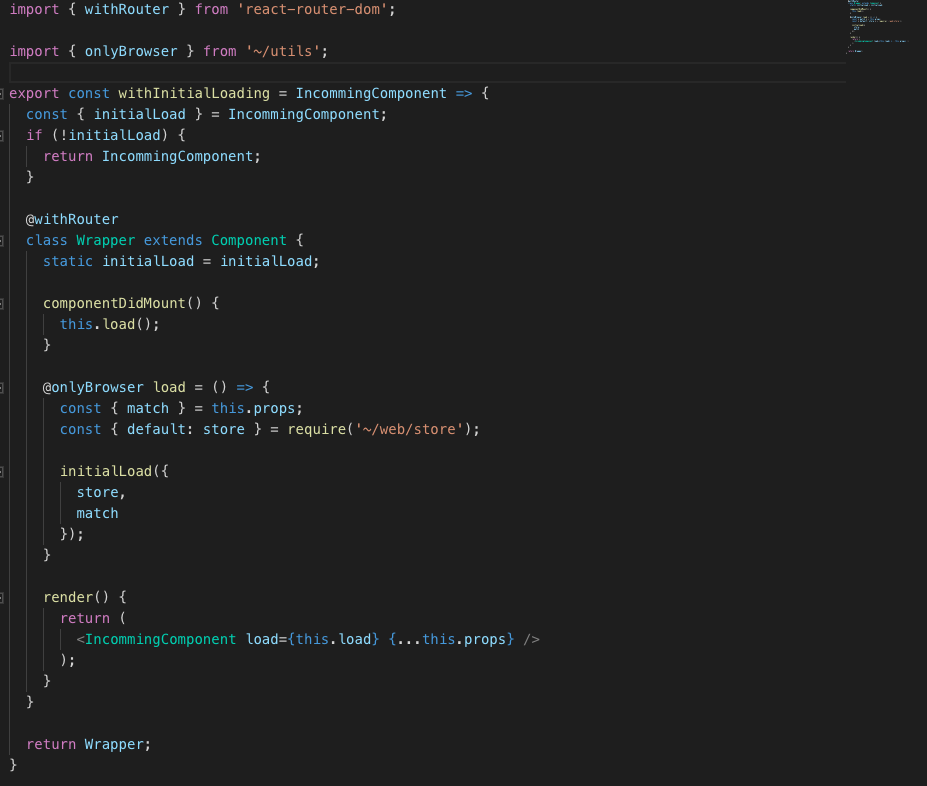 import { withRouter } from 'react-router-dom';
import { onlyBrowser } from '~/utils';
export const withInitialLoading = IncommingComponent => {
const { initialLoad } = IncommingComponent;
if (!initialLoad) {
return IncommingComponent;
}
@withRouter
class Wrapper extends Component {
static initialLoad = initialLoad;
componentDidMount() {
this.load();
}
@onlyBrowser load = () => {
const { match } = this.props;
const { default: store } = require('~/web/store');
initialLoad({
store,
match
});
}
render() {
return (
<IncommingComponent load={this.load} {...this.props} />
);
}
}
return Wrapper;
}